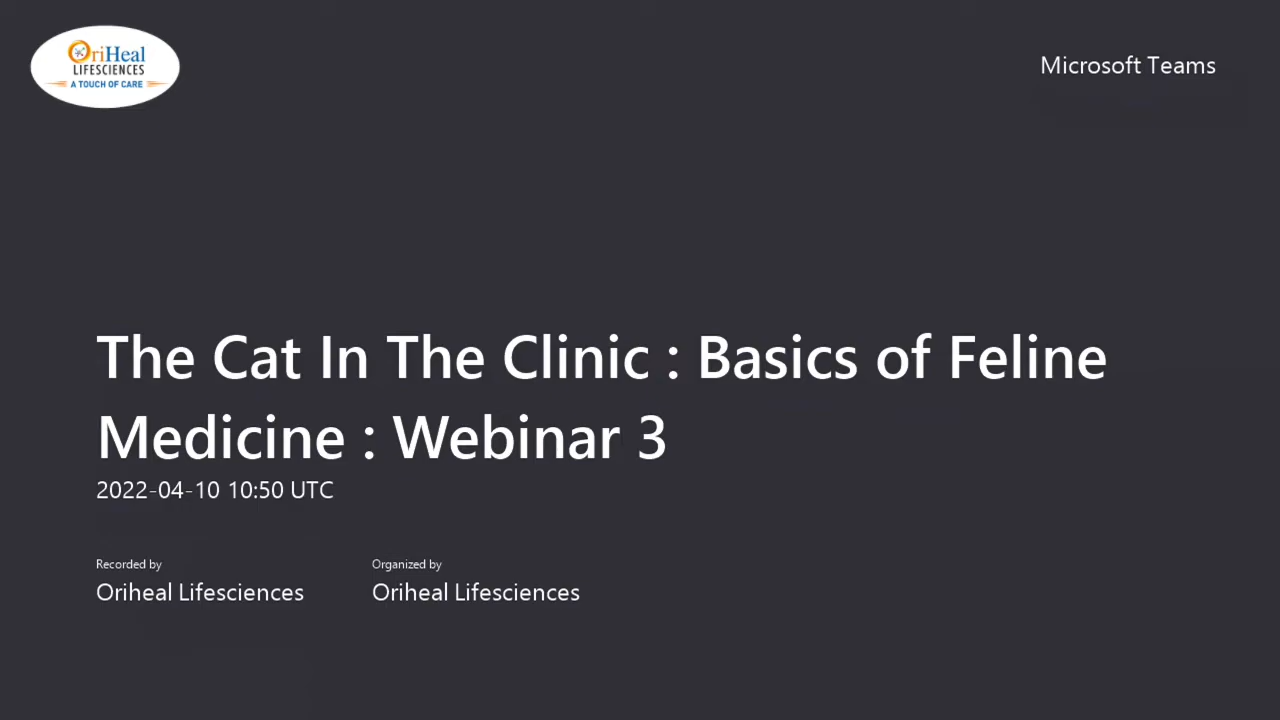 OriHeal
LIFESCIENCES
A TOUCH OF CARE
Microsoft Teams
The Cat In The Clinic : Basics of Feline
Medicine : Webinar 3
2022-04-10 10:50 UTC
Recorded by
Organized by
Oriheal Lifesciences
Oriheal Lifesciences